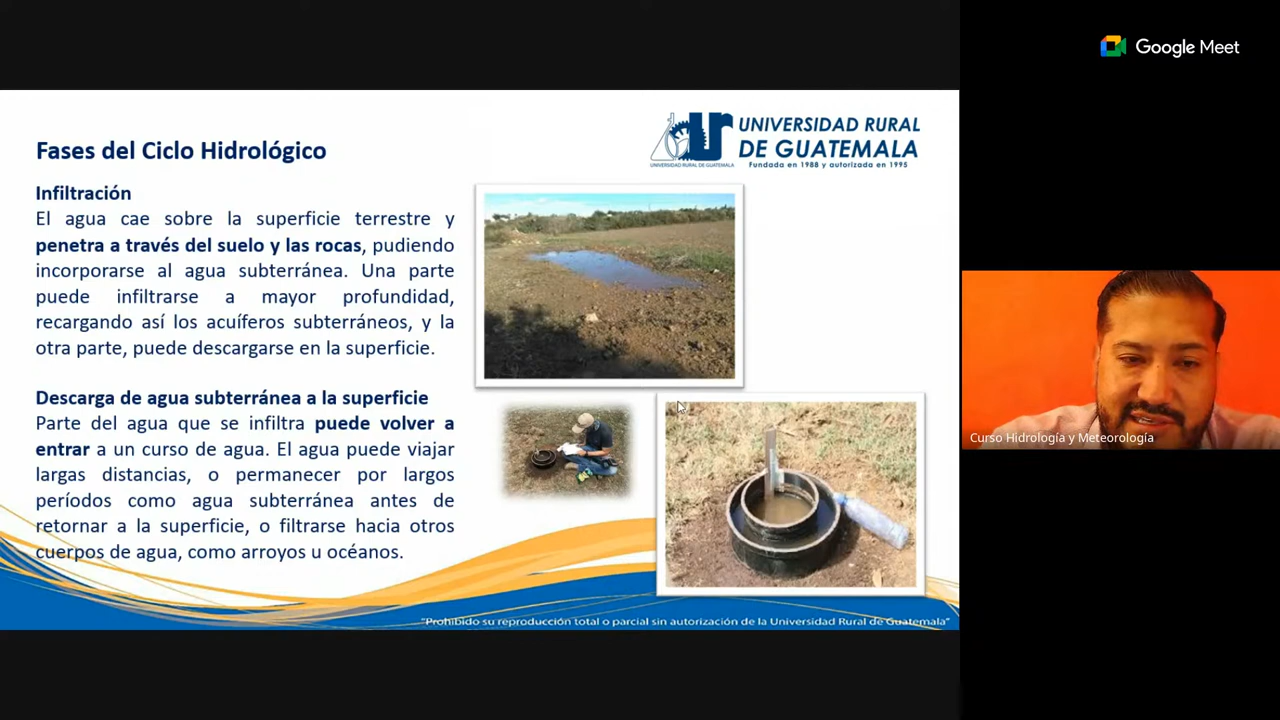 Google Meet
UNIVERSIDAD RURAL
DE GUATEMALA
Fundada en 1988 y autorizada en 1995
UNIVERSIDAD RURAL DE GUATEMALA
Fases del Ciclo Hidrológico
Infiltración
El agua cae sobre la superficie terrestre y
penetra a través del suelo y las rocas, pudiendo
incorporarse al agua subterránea. Una parte
puede infiltrarse a mayor profundidad,
recargando así los acuíferos subterráneos, y la
otra parte, puede descargarse en la superficie.
Descarga de agua subterránea a la superficie
Parte del agua que se infiltra puede volver a
entrar a un curso de agua. El agua puede viajar
largas distancias, o permanecer por largos
períodos como agua subterránea antes de
retornar a la superficie, o filtrarse hacia otros
cuerpos de agua, como arroyos u océanos.
"Prohibido su reproducción total o parcial sin autorización de la Universidad Rural de Guatemala"
Curso Hidrología y Meteorología